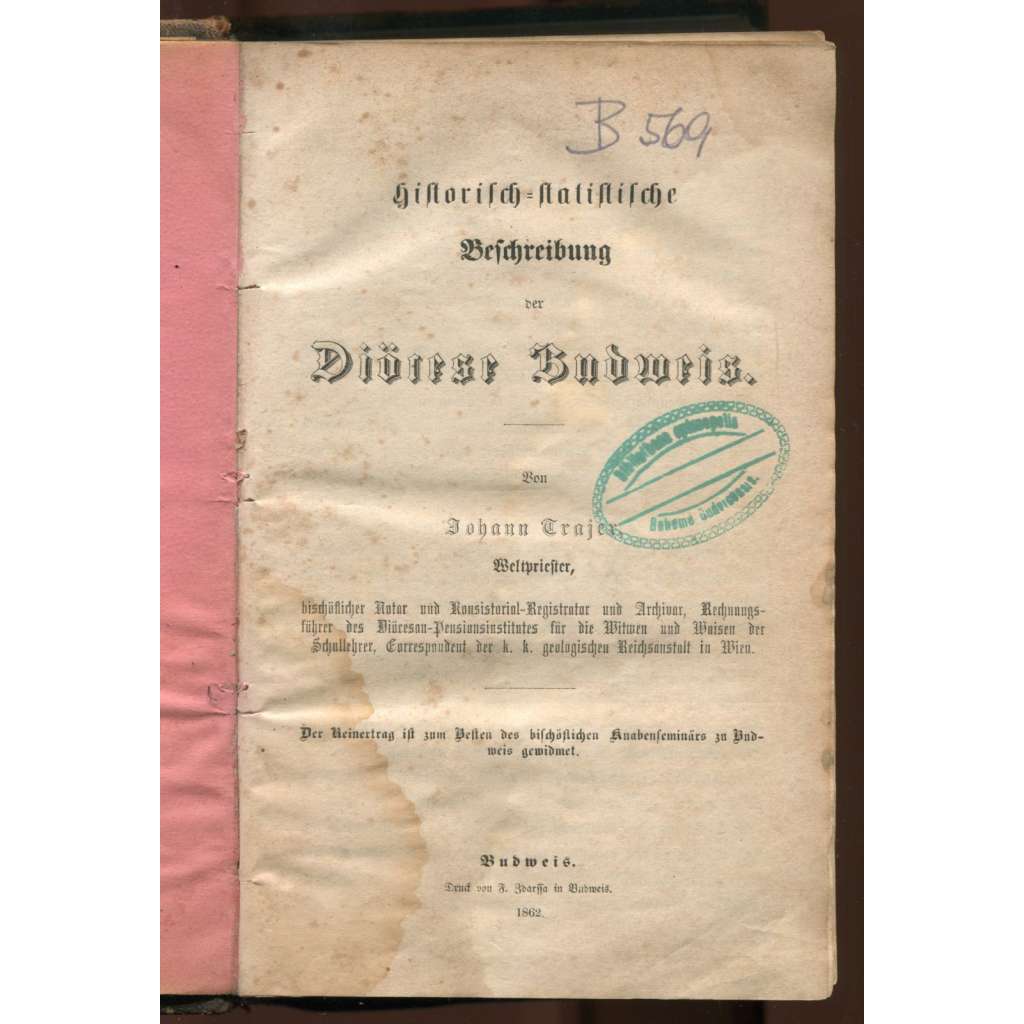 B 569
Historisch-statistische
Beschreibung
der
Diöcese Budweis.
Von
Johann Trajer,
Weltpriester,
bischöflicher Notar und Konsistorial-Registrator und Archivar, Rechnungs-
führer des Diöcesan-Pensionsinstitutes für die Witwen und Waisen der
Schullehrer, Correspondent der k. k. geologischen Reichsanstalt in Wien.
Der Reinertrag ist zum Besten des bischöflichen Knabenseminärs zu Bud-
weis gewidmet.
Budweis.
Druck von F. Zdarssa in Budweis.
1862.